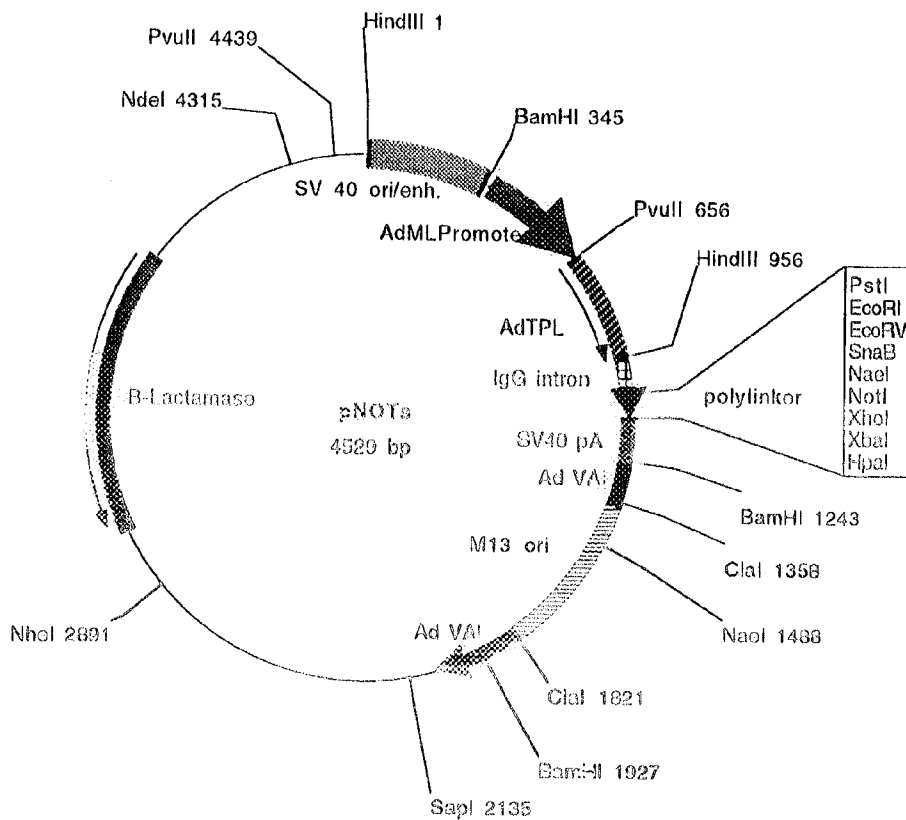 HindIII 1
PvuII 4439
NdeI 4315
BamHI 345
SV 40 ori/enh.
AdMLPromote
PvuII 656
HindIII 956
PstI
EcoRI
EcoRV
SnaB
NaeI
NotI
XhoI
XbaI
HpaI
AdTPL
IgG intron
polylinkor
B-Lactamase
pNOTs
4529 bp
SV40 pA
Ad VAI
BamHI 1243
M13 ori
ClaI 1358
NaeI 1488
NheI 2891
Ad VAI
ClaI 1821
BamHI 1927
SapI 2135